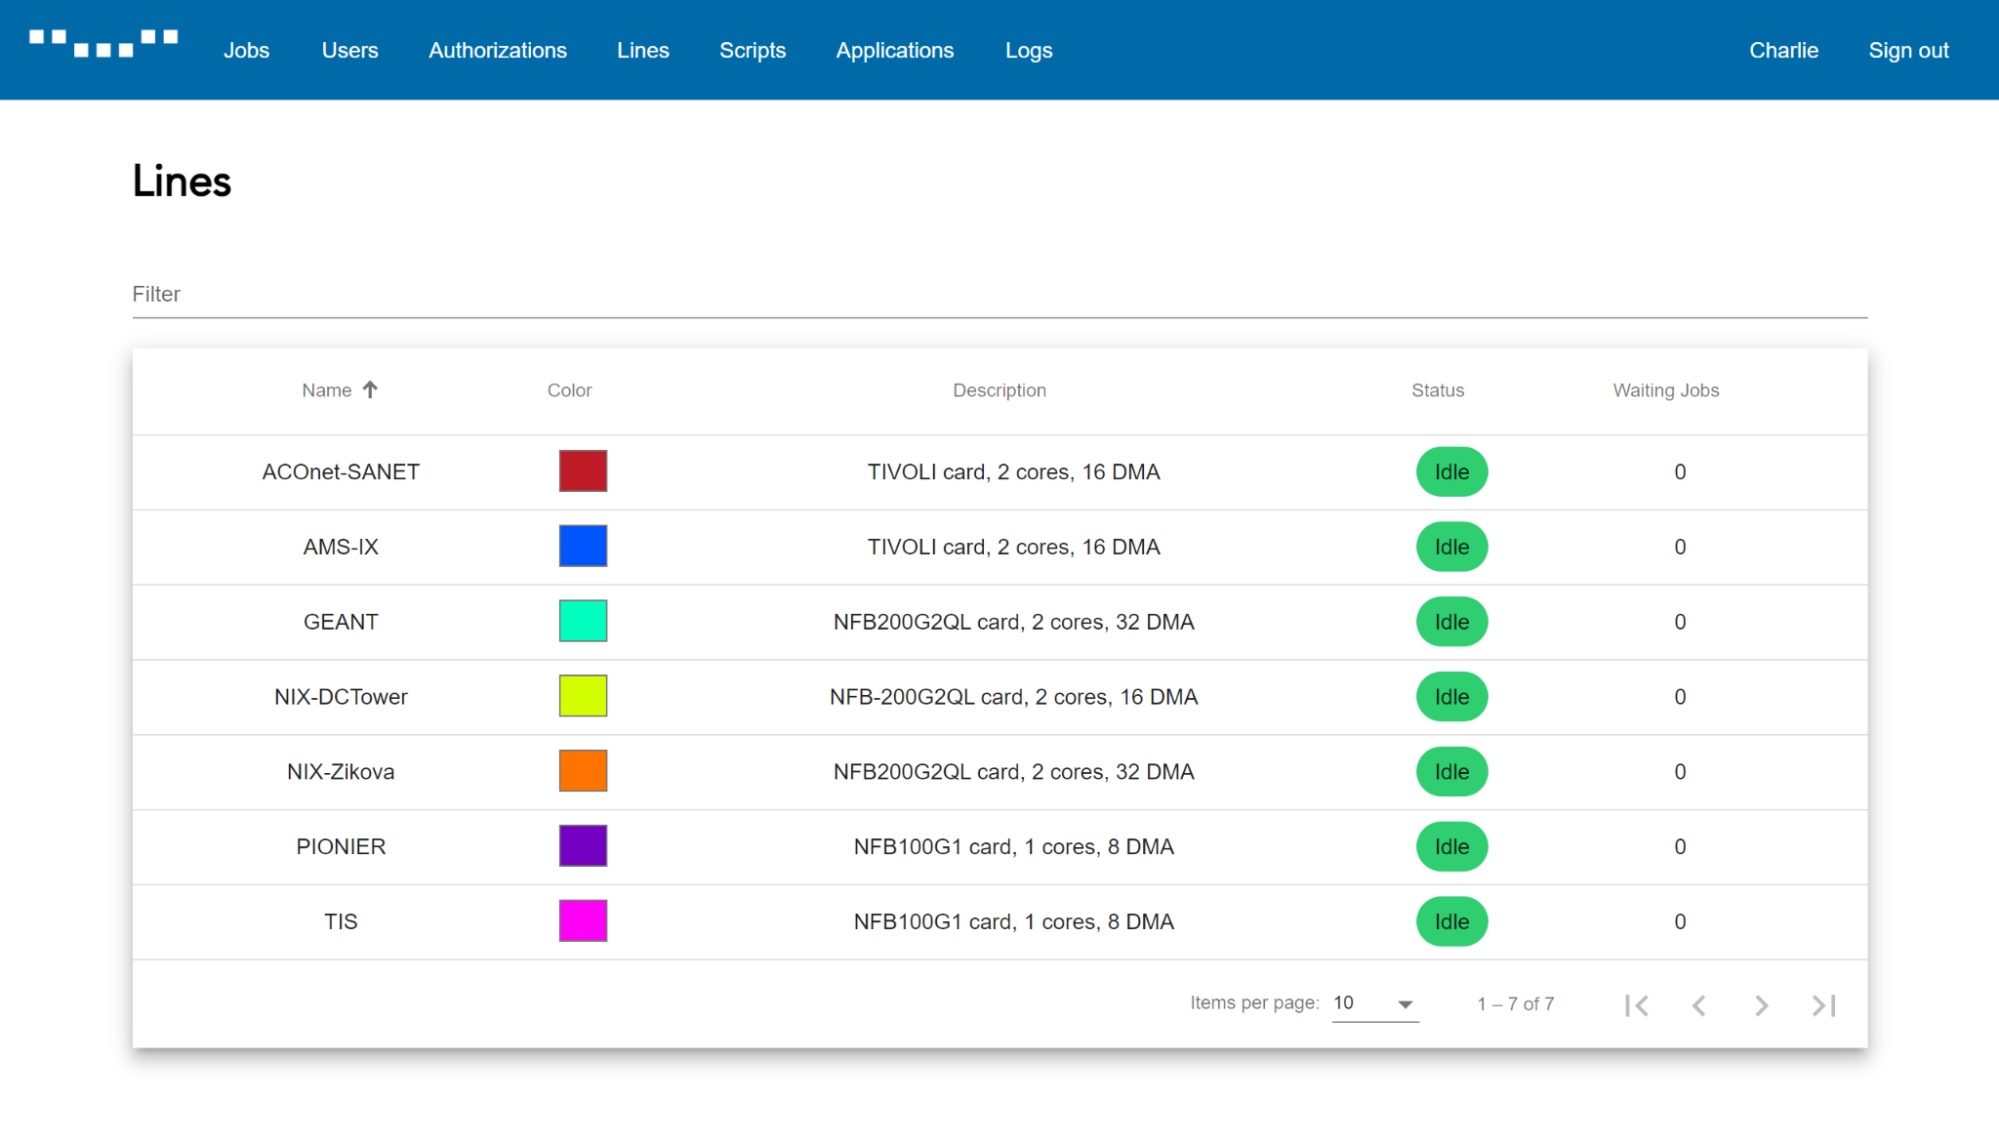 Jobs Users Authorizations Lines Scripts Applications Logs Charlie Sign out
Lines
Filter
Name Color Description Status Waiting Jobs
ACOnet-SANET TIVOLI card, 2 cores, 16 DMA Idle 0
AMS-IX TIVOLI card, 2 cores, 16 DMA Idle 0
GEANT NFB200G2QL card, 2 cores, 32 DMA Idle 0
NIX-DCTower NFB-200G2QL card, 2 cores, 16 DMA Idle 0
NIX-Zikova NFB200G2QL card, 2 cores, 32 DMA Idle 0
PIONIER NFB100G1 card, 1 cores, 8 DMA Idle 0
TIS NFB100G1 card, 1 cores, 8 DMA Idle 0
Items per page: 10 1 – 7 of 7